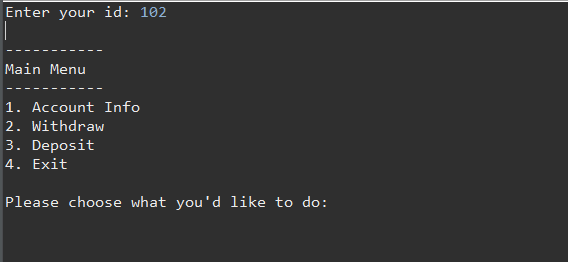 Enter your id: 102
-----------
Main Menu
-----------
1. Account Info
2. Withdraw
3. Deposit
4. Exit
Please choose what you'd like to do: